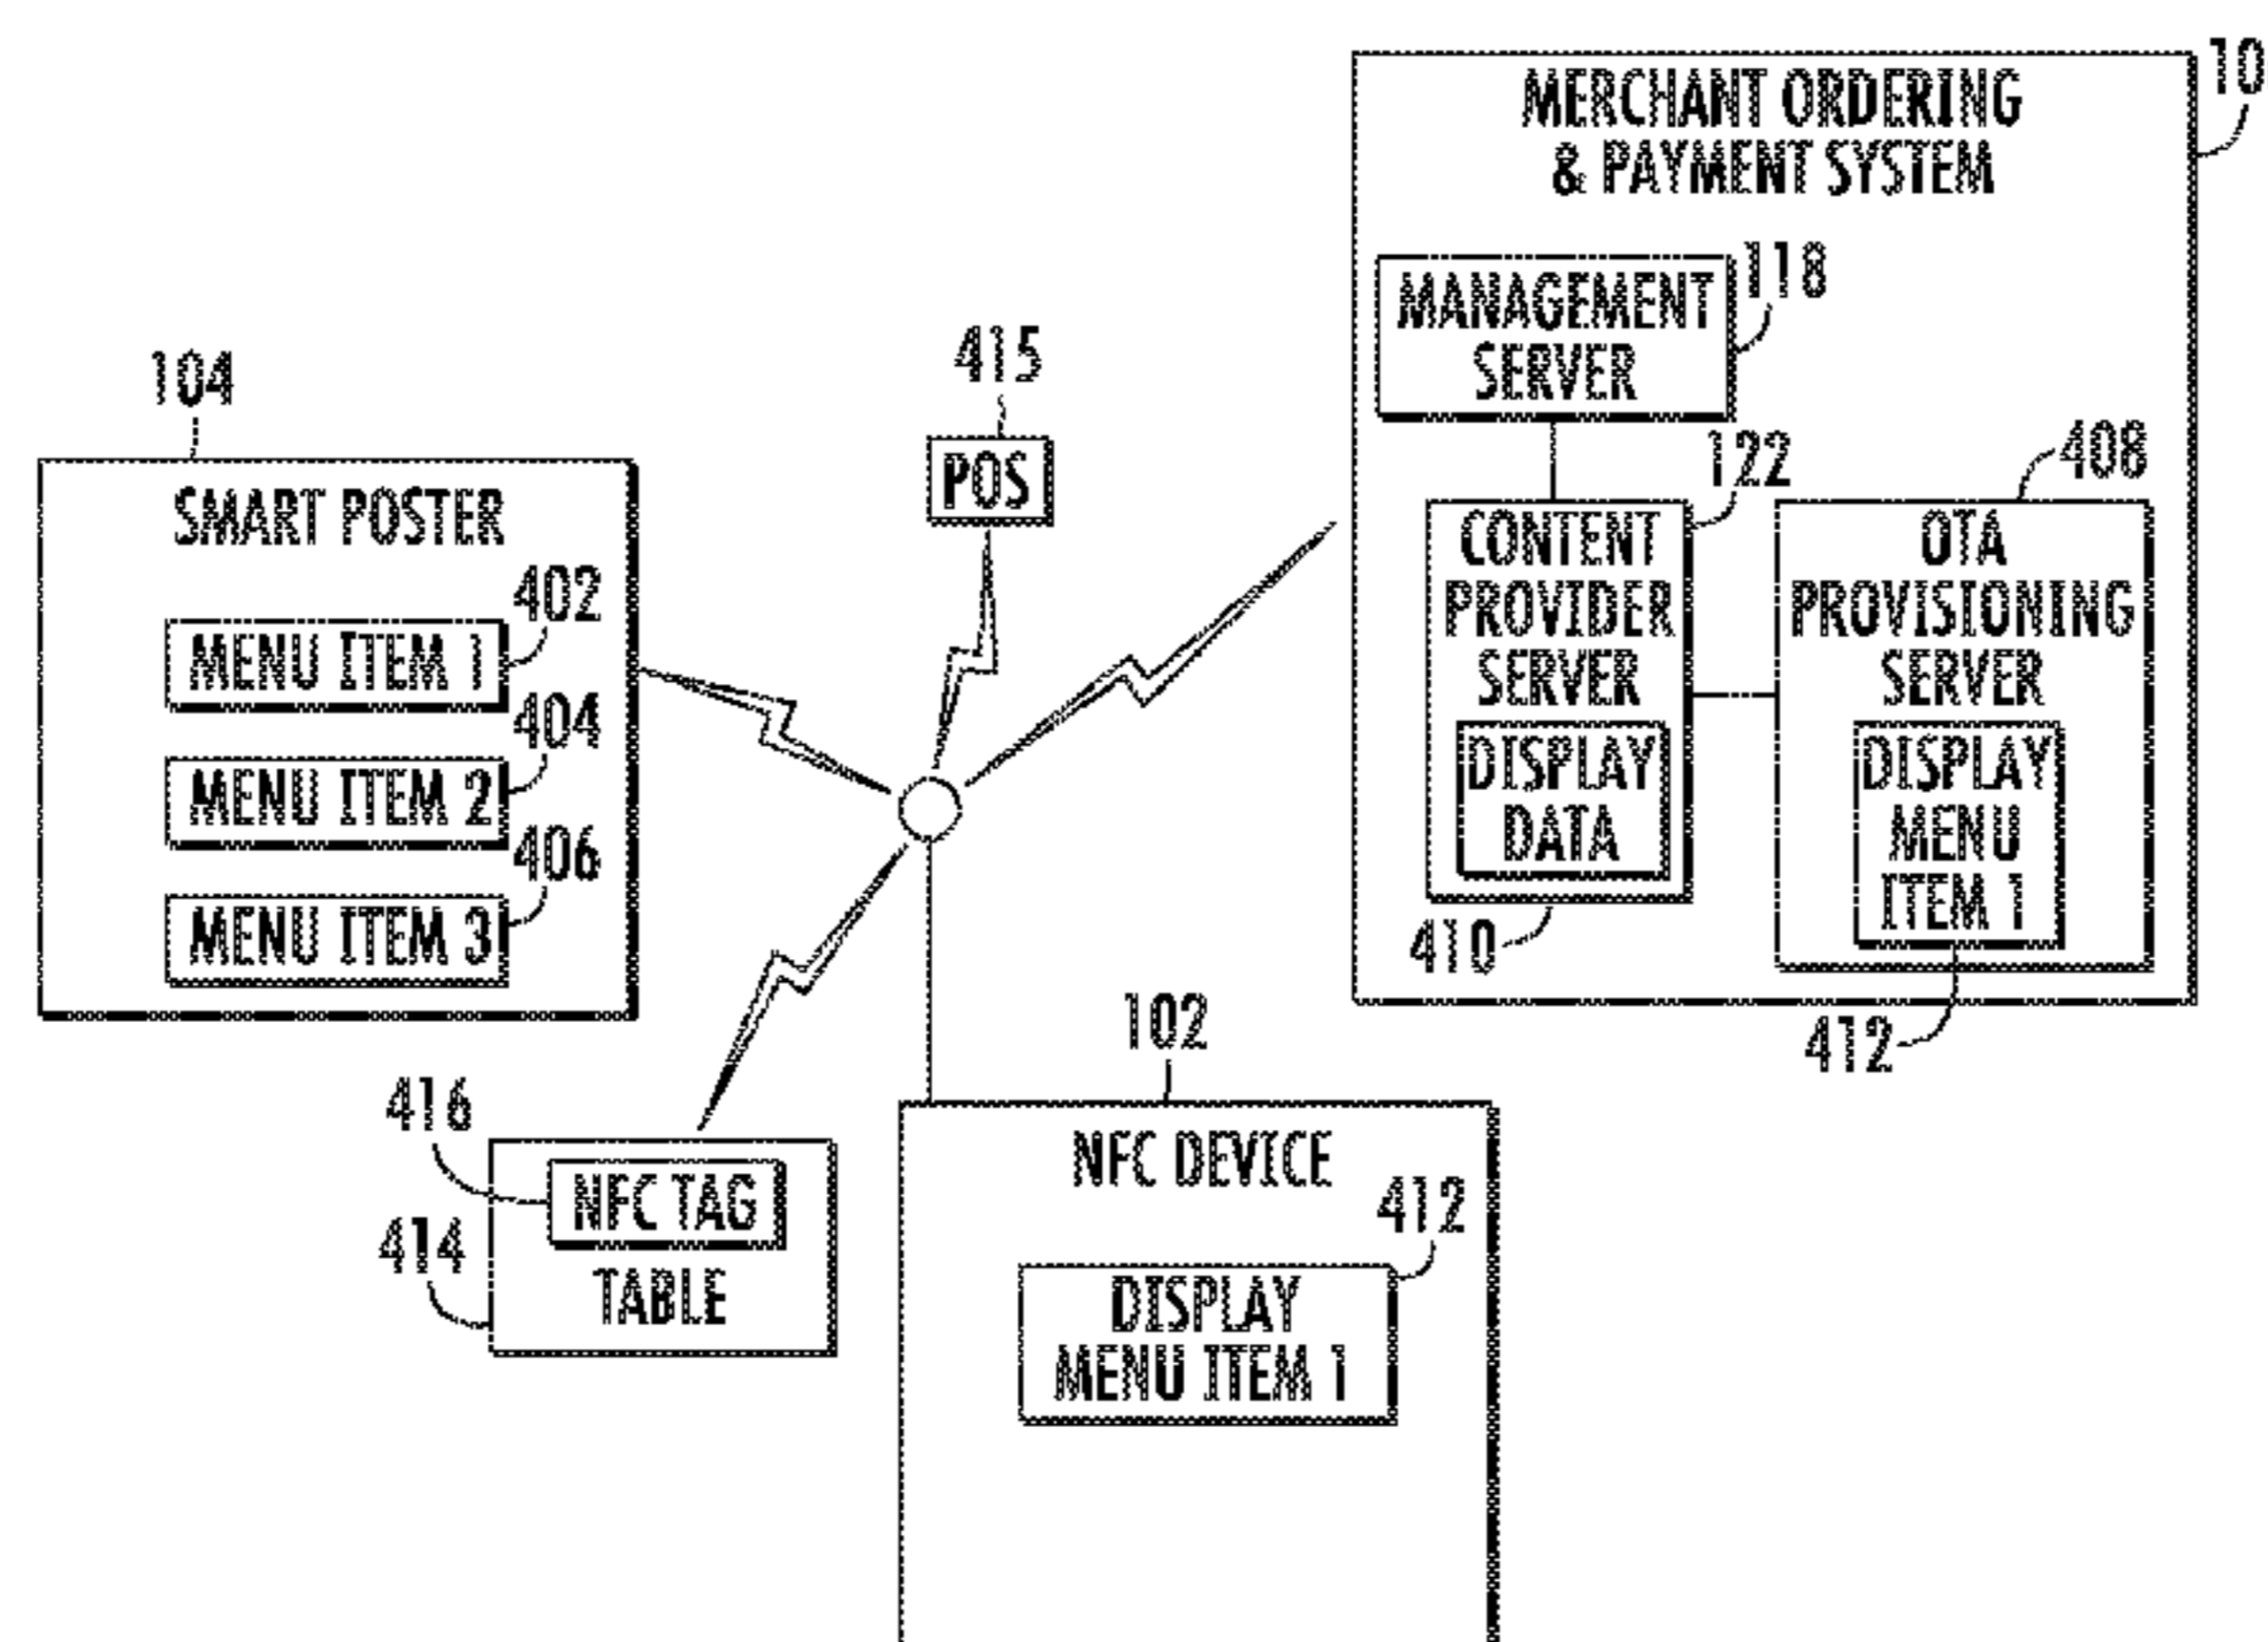 10
MERCHANT ORDERING
& PAYMENT SYSTEM
118
MANAGEMENT
SERVER
415
POS
104
SMART POSTER
402
MENU ITEM 1
404
MENU ITEM 2
406
MENU ITEM 3
122
CONTENT
PROVIDER
SERVER
DISPLAY
DATA
410
408
OTA
PROVISIONING
SERVER
DISPLAY
MENU
ITEM 1
412
416
NFC TAG
414
TABLE
102
NFC DEVICE
412
DISPLAY
MENU ITEM 1